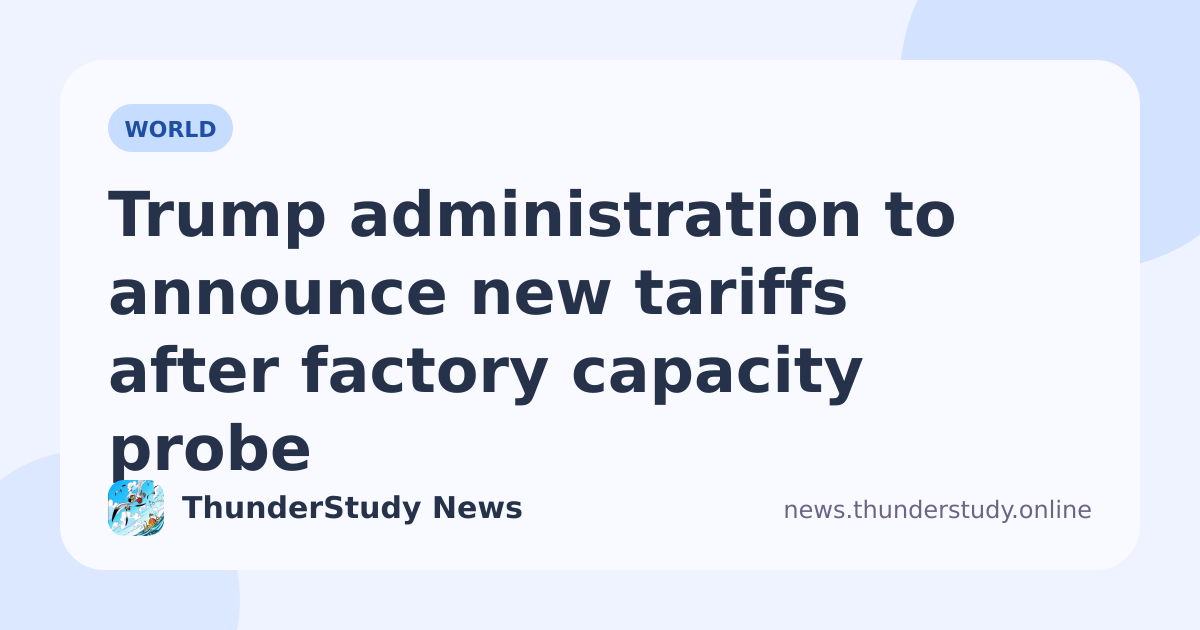 WORLD
Trump administration to
announce new tariffs
after factory capacity
probe
ThunderStudy News
news.thunderstudy.online